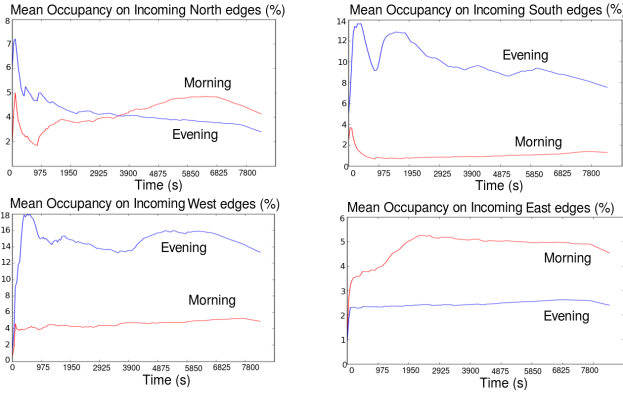 Mean Occupancy on Incoming North edges (%)
8
7
6
5
4
3
2
Morning
Evening
0 975 1950 2925 3900 4875 5850 6825 7800
Time (s)
Mean Occupancy on Incoming South edges (%)
14
12
10
8
6
4
2
0
Evening
Morning
0 975 1950 2925 3900 4875 5850 6825 7800
Time (s)
Mean Occupancy on Incoming West edges (%)
18
16
14
12
10
8
6
4
2
0
Evening
Morning
0 975 1950 2925 3900 4875 5850 6825 7800
Time (s)
Mean Occupancy on Incoming East edges (%)
6
5
4
3
2
1
0
Morning
Evening
0 975 1950 2925 3900 4875 5850 6825 7800
Time (s)